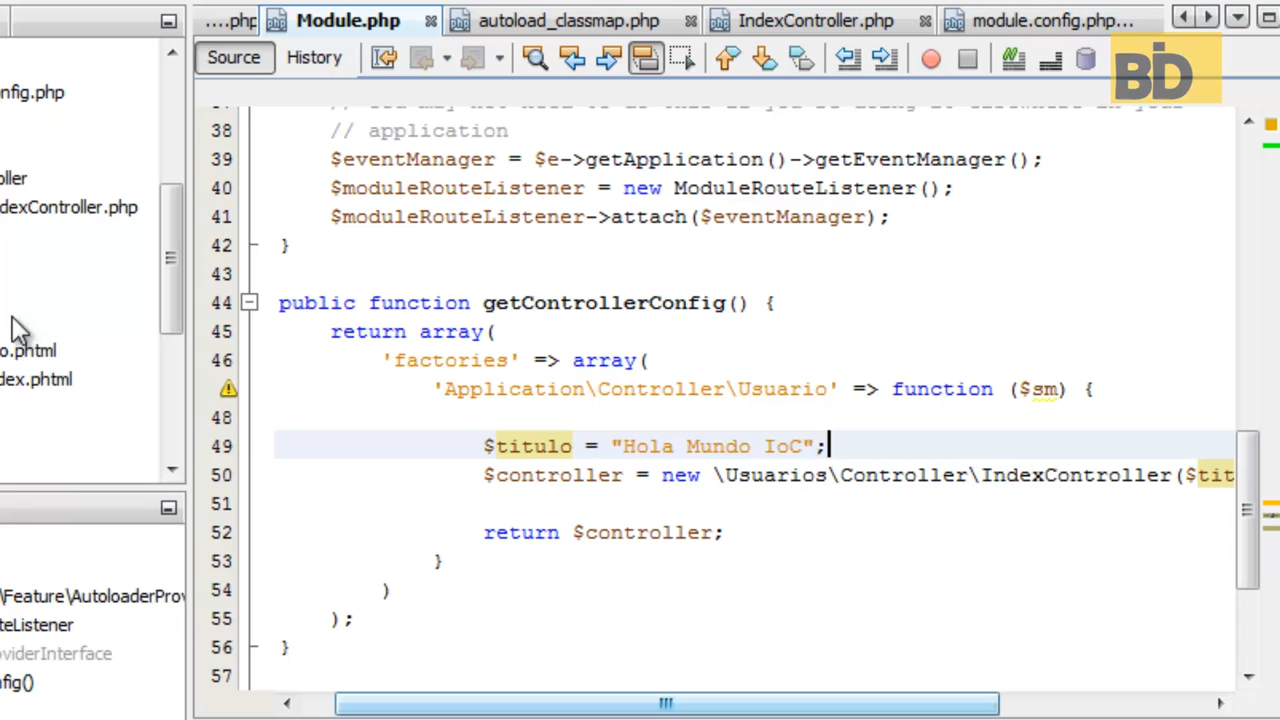 ....php Module.php autoload_classmap.php IndexController.php module.config.php...
Source History
BD
nfig.php
ller
dexController.php
o.phtml
dex.phtml
\Feature\AutoloaderProv
teListener
oviderInterface
nfig()
38 // application
39 $eventManager = $e->getApplication()->getEventManager();
40 $moduleRouteListener = new ModuleRouteListener();
41 $moduleRouteListener->attach($eventManager);
42 }
43
44 public function getControllerConfig() {
45 return array(
46 'factories' => array(
'Application\Controller\Usuario' => function ($sm) {
48
49 $titulo = "Hola Mundo IoC";
50 $controller = new \Usuarios\Controller\IndexController($tit
51
52 return $controller;
53 }
54 )
55 );
56 }
57